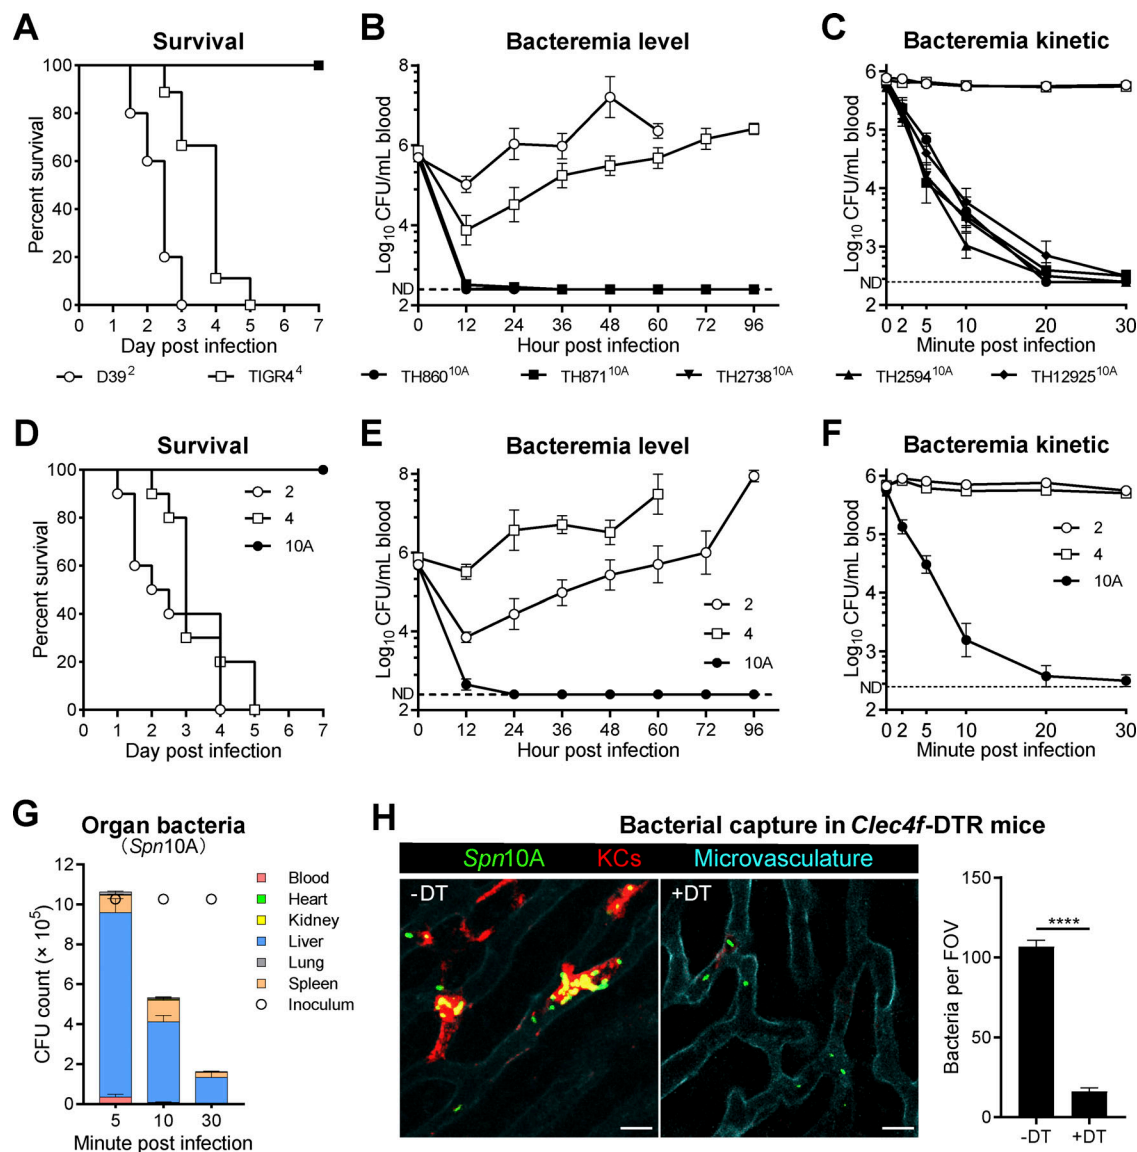 A
Survival
Percent survival
100
80
60
40
20
0
0 1 2 3 4 5 6 7
Day post infection
B
Bacteremia level
Log10 CFU/mL blood
8
6
4
ND
2
0 12 24 36 48 60 72 96
Hour post infection
C
Bacteremia kinetic
Log10 CFU/mL blood
6
5
4
3
ND
2
0 2 5 10 20 30
Minute post infection
D39² TIGR4⁴ TH860¹⁰ᴬ TH871¹⁰ᴬ TH2738¹⁰ᴬ TH2594¹⁰ᴬ TH12925¹⁰ᴬ
D
Survival
Percent survival
100
80
60
40
20
0
2
4
10A
0 1 2 3 4 5 6 7
Day post infection
E
Bacteremia level
Log10 CFU/mL blood
8
6
4
ND
2
2
4
10A
0 12 24 36 48 60 72 96
Hour post infection
F
Bacteremia kinetic
Log10 CFU/mL blood
6
5
4
3
ND
2
2
4
10A
0 2 5 10 20 30
Minute post infection
G
Organ bacteria
(Spn10A)
CFU count (× 10⁵)
12
10
8
6
4
2
0
5 10 30
Minute post infection
Blood
Heart
Kidney
Liver
Lung
Spleen
Inoculum
H
Bacterial capture in Clec4f-DTR mice
Spn10A KCs Microvasculature
-DT
+DT
Bacteria per FOV
150
100
50
0
****
-DT +DT